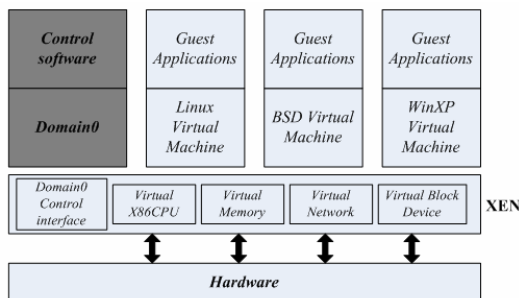 Control
software
Guest
Applications
Guest
Applications
Guest
Applications
Domain0
Linux
Virtual
Machine
BSD Virtual
Machine
WinXP
Virtual
Machine
Domain0
Control
interface
Virtual
X86CPU
Virtual
Memory
Virtual
Network
Virtual Block
Device
XEN
Hardware